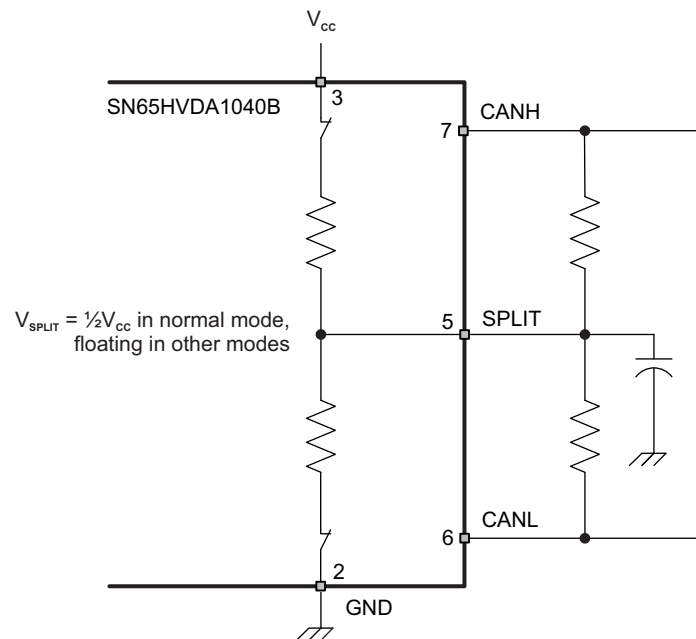 Vcc
SN65HVDA1040B
3
7
CANH
VSPLIT = ½Vcc in normal mode,
floating in other modes
5
SPLIT
6
CANL
2
GND